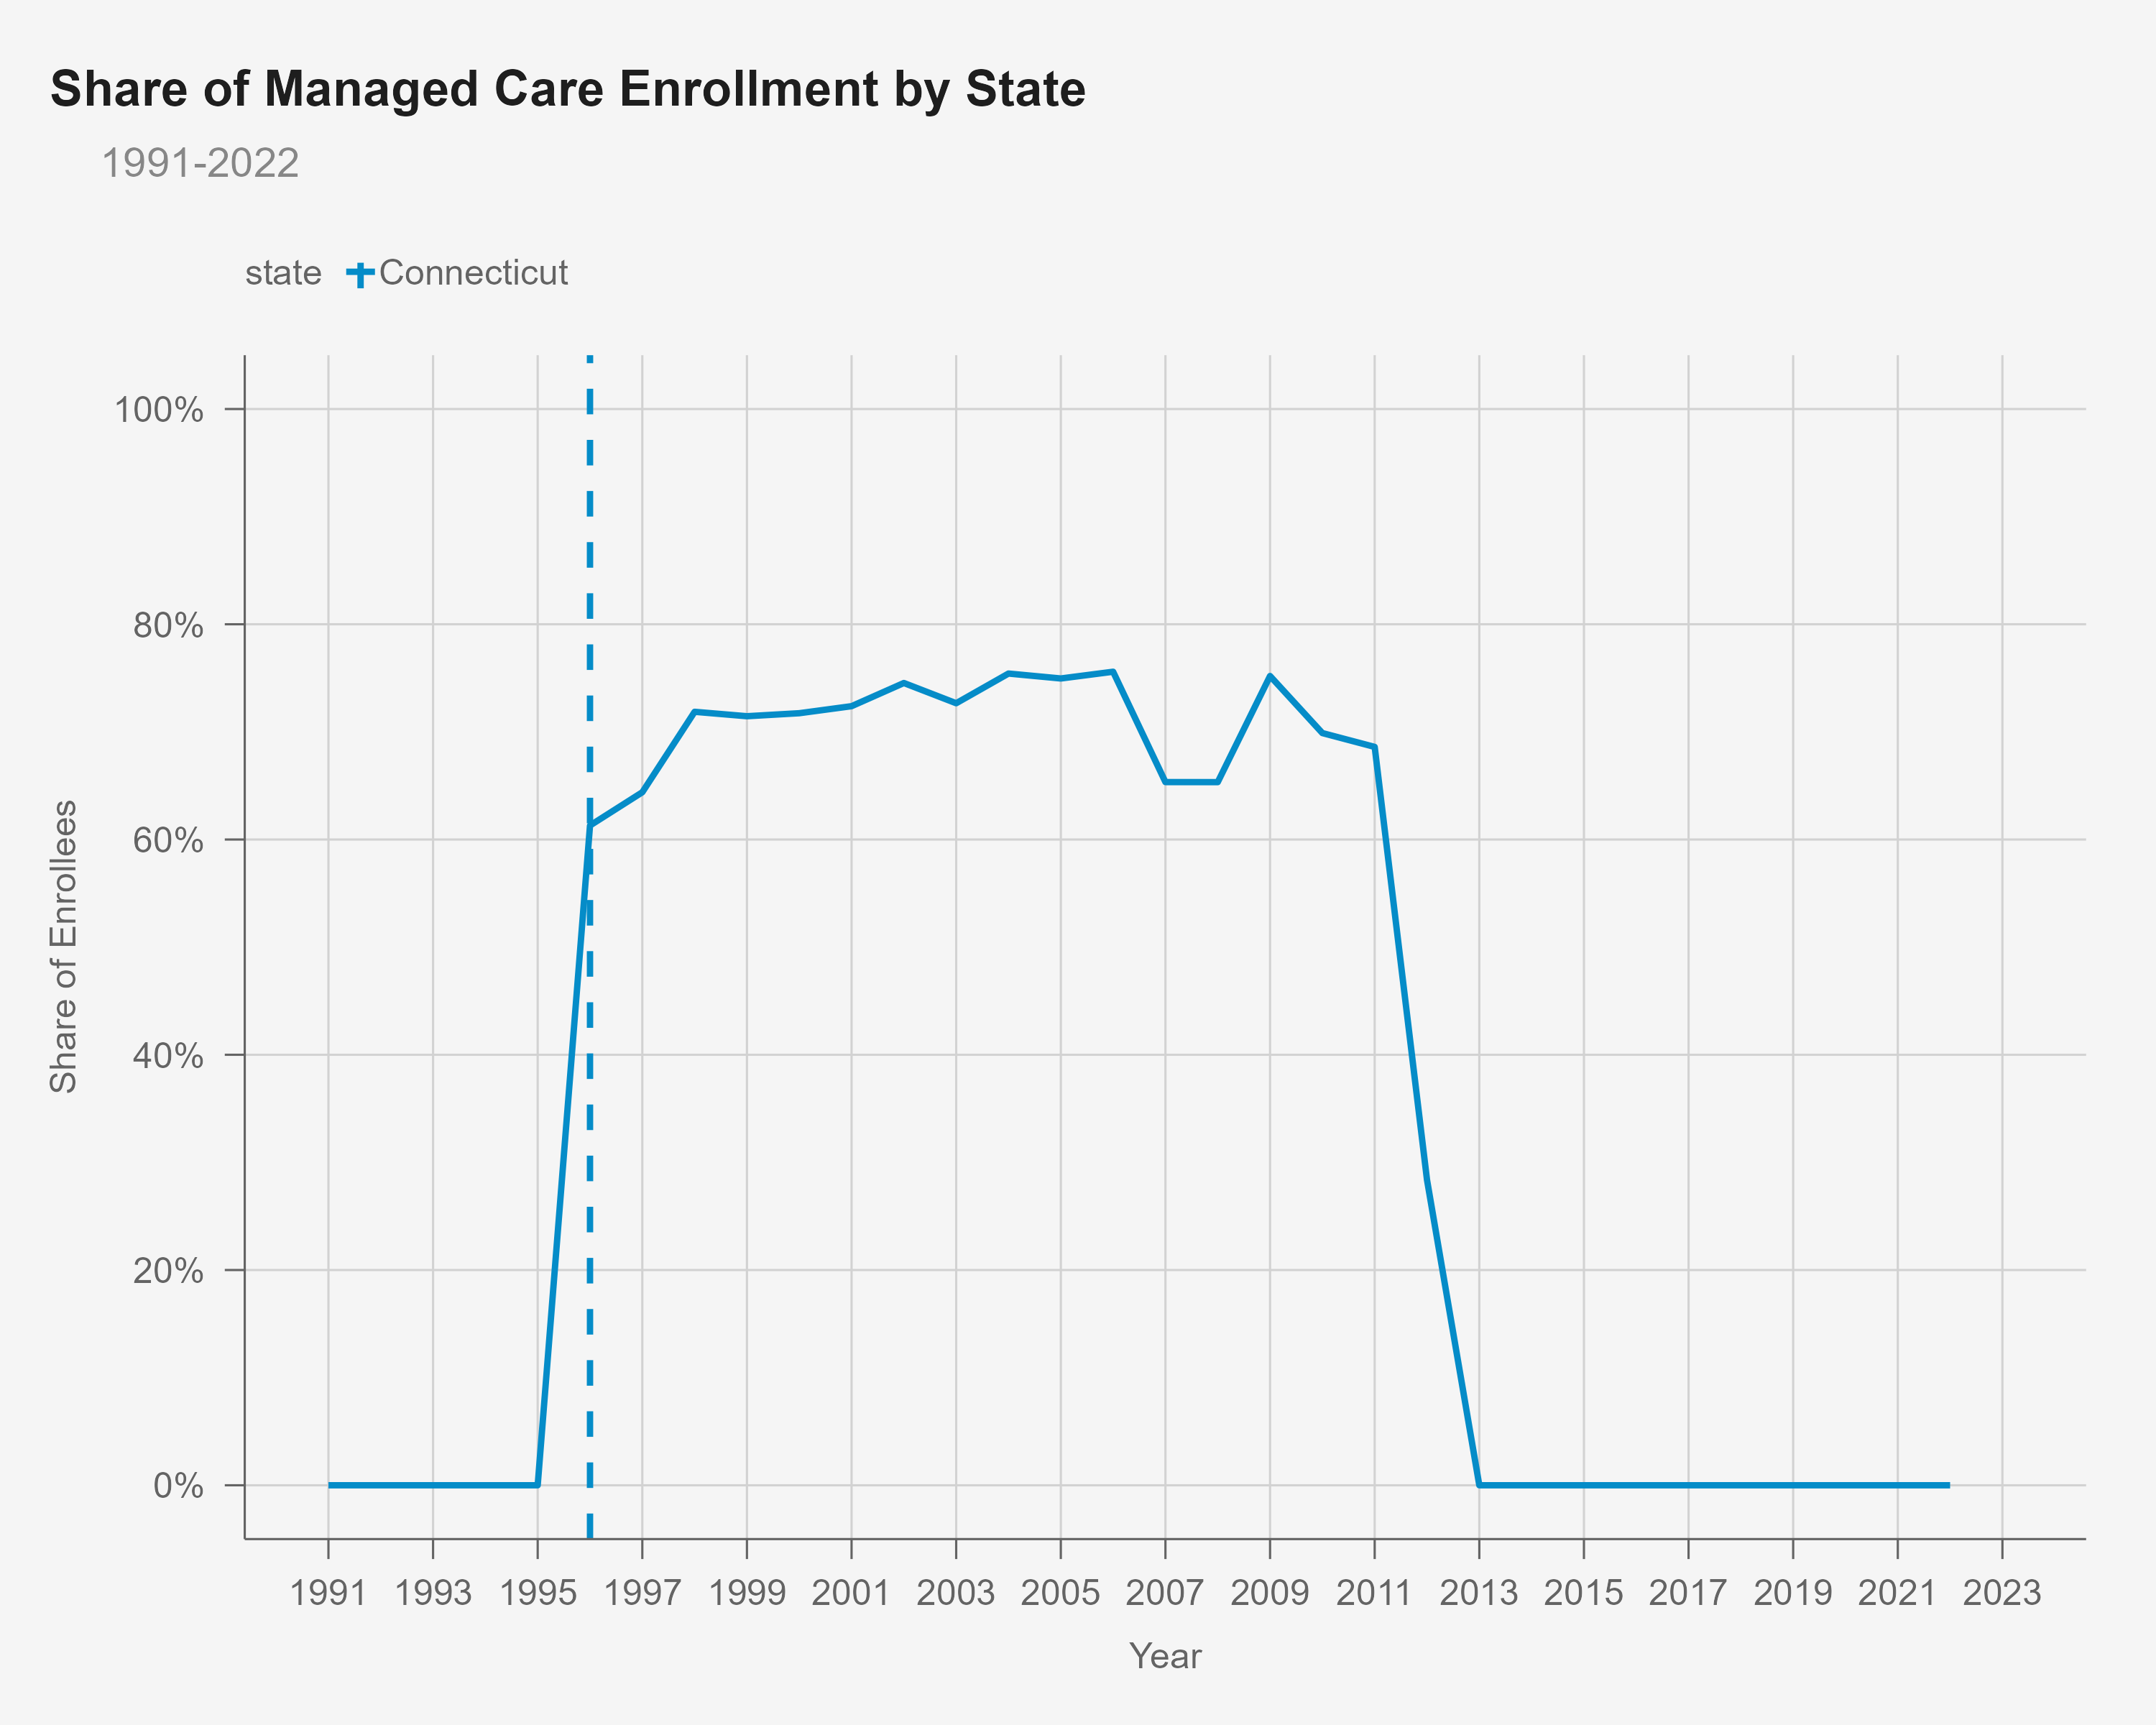 Share of Managed Care Enrollment by State
1991-2022
state Connecticut
100%
80%
60%
40%
20%
0%
Share of Enrollees
1991 1993 1995 1997 1999 2001 2003 2005 2007 2009 2011 2013 2015 2017 2019 2021 2023
Year